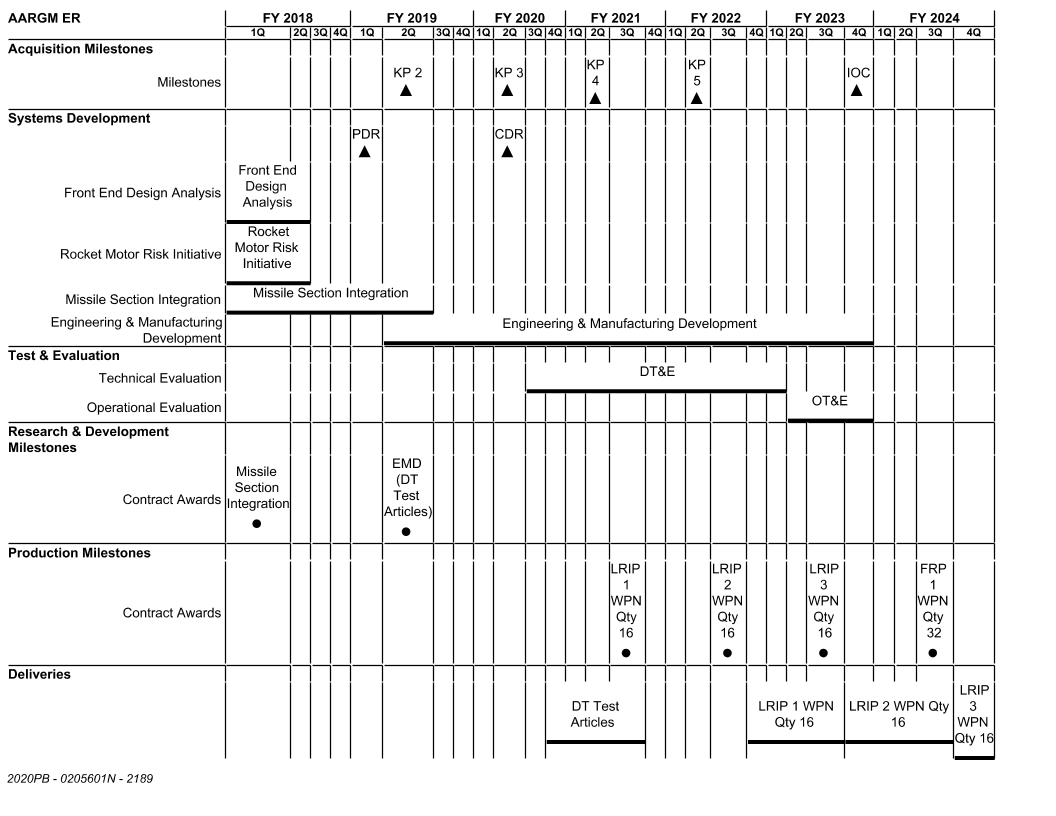 AARGM ER FY 2018 FY 2019 FY 2020 FY 2021 FY 2022 FY 2023 FY 2024
1Q 2Q 3Q 4Q 1Q 2Q 3Q 4Q 1Q 2Q 3Q 4Q 1Q 2Q 3Q 4Q 1Q 2Q 3Q 4Q 1Q 2Q 3Q 4Q 1Q 2Q 3Q 4Q
Acquisition Milestones
Milestones
KP 2
KP 3
KP
4
KP
5
IOC
Systems Development
PDR
CDR
Front End Design Analysis
Front End
Design
Analysis
Rocket Motor Risk Initiative
Rocket
Motor Risk
Initiative
Missile Section Integration
Missile Section Integration
Engineering & Manufacturing
Development
Engineering & Manufacturing Development
Test & Evaluation
Technical Evaluation
DT&E
Operational Evaluation
OT&E
Research & Development
Milestones
Contract Awards
Missile
Section
Integration
EMD
(DT
Test
Articles)
Production Milestones
Contract Awards
LRIP
1
WPN
Qty
16
LRIP
2
WPN
Qty
16
LRIP
3
WPN
Qty
16
FRP
1
WPN
Qty
32
Deliveries
DT Test
Articles
LRIP 1 WPN
Qty 16
LRIP 2 WPN Qty
16
LRIP
3
WPN
Qty 16
2020PB - 0205601N - 2189